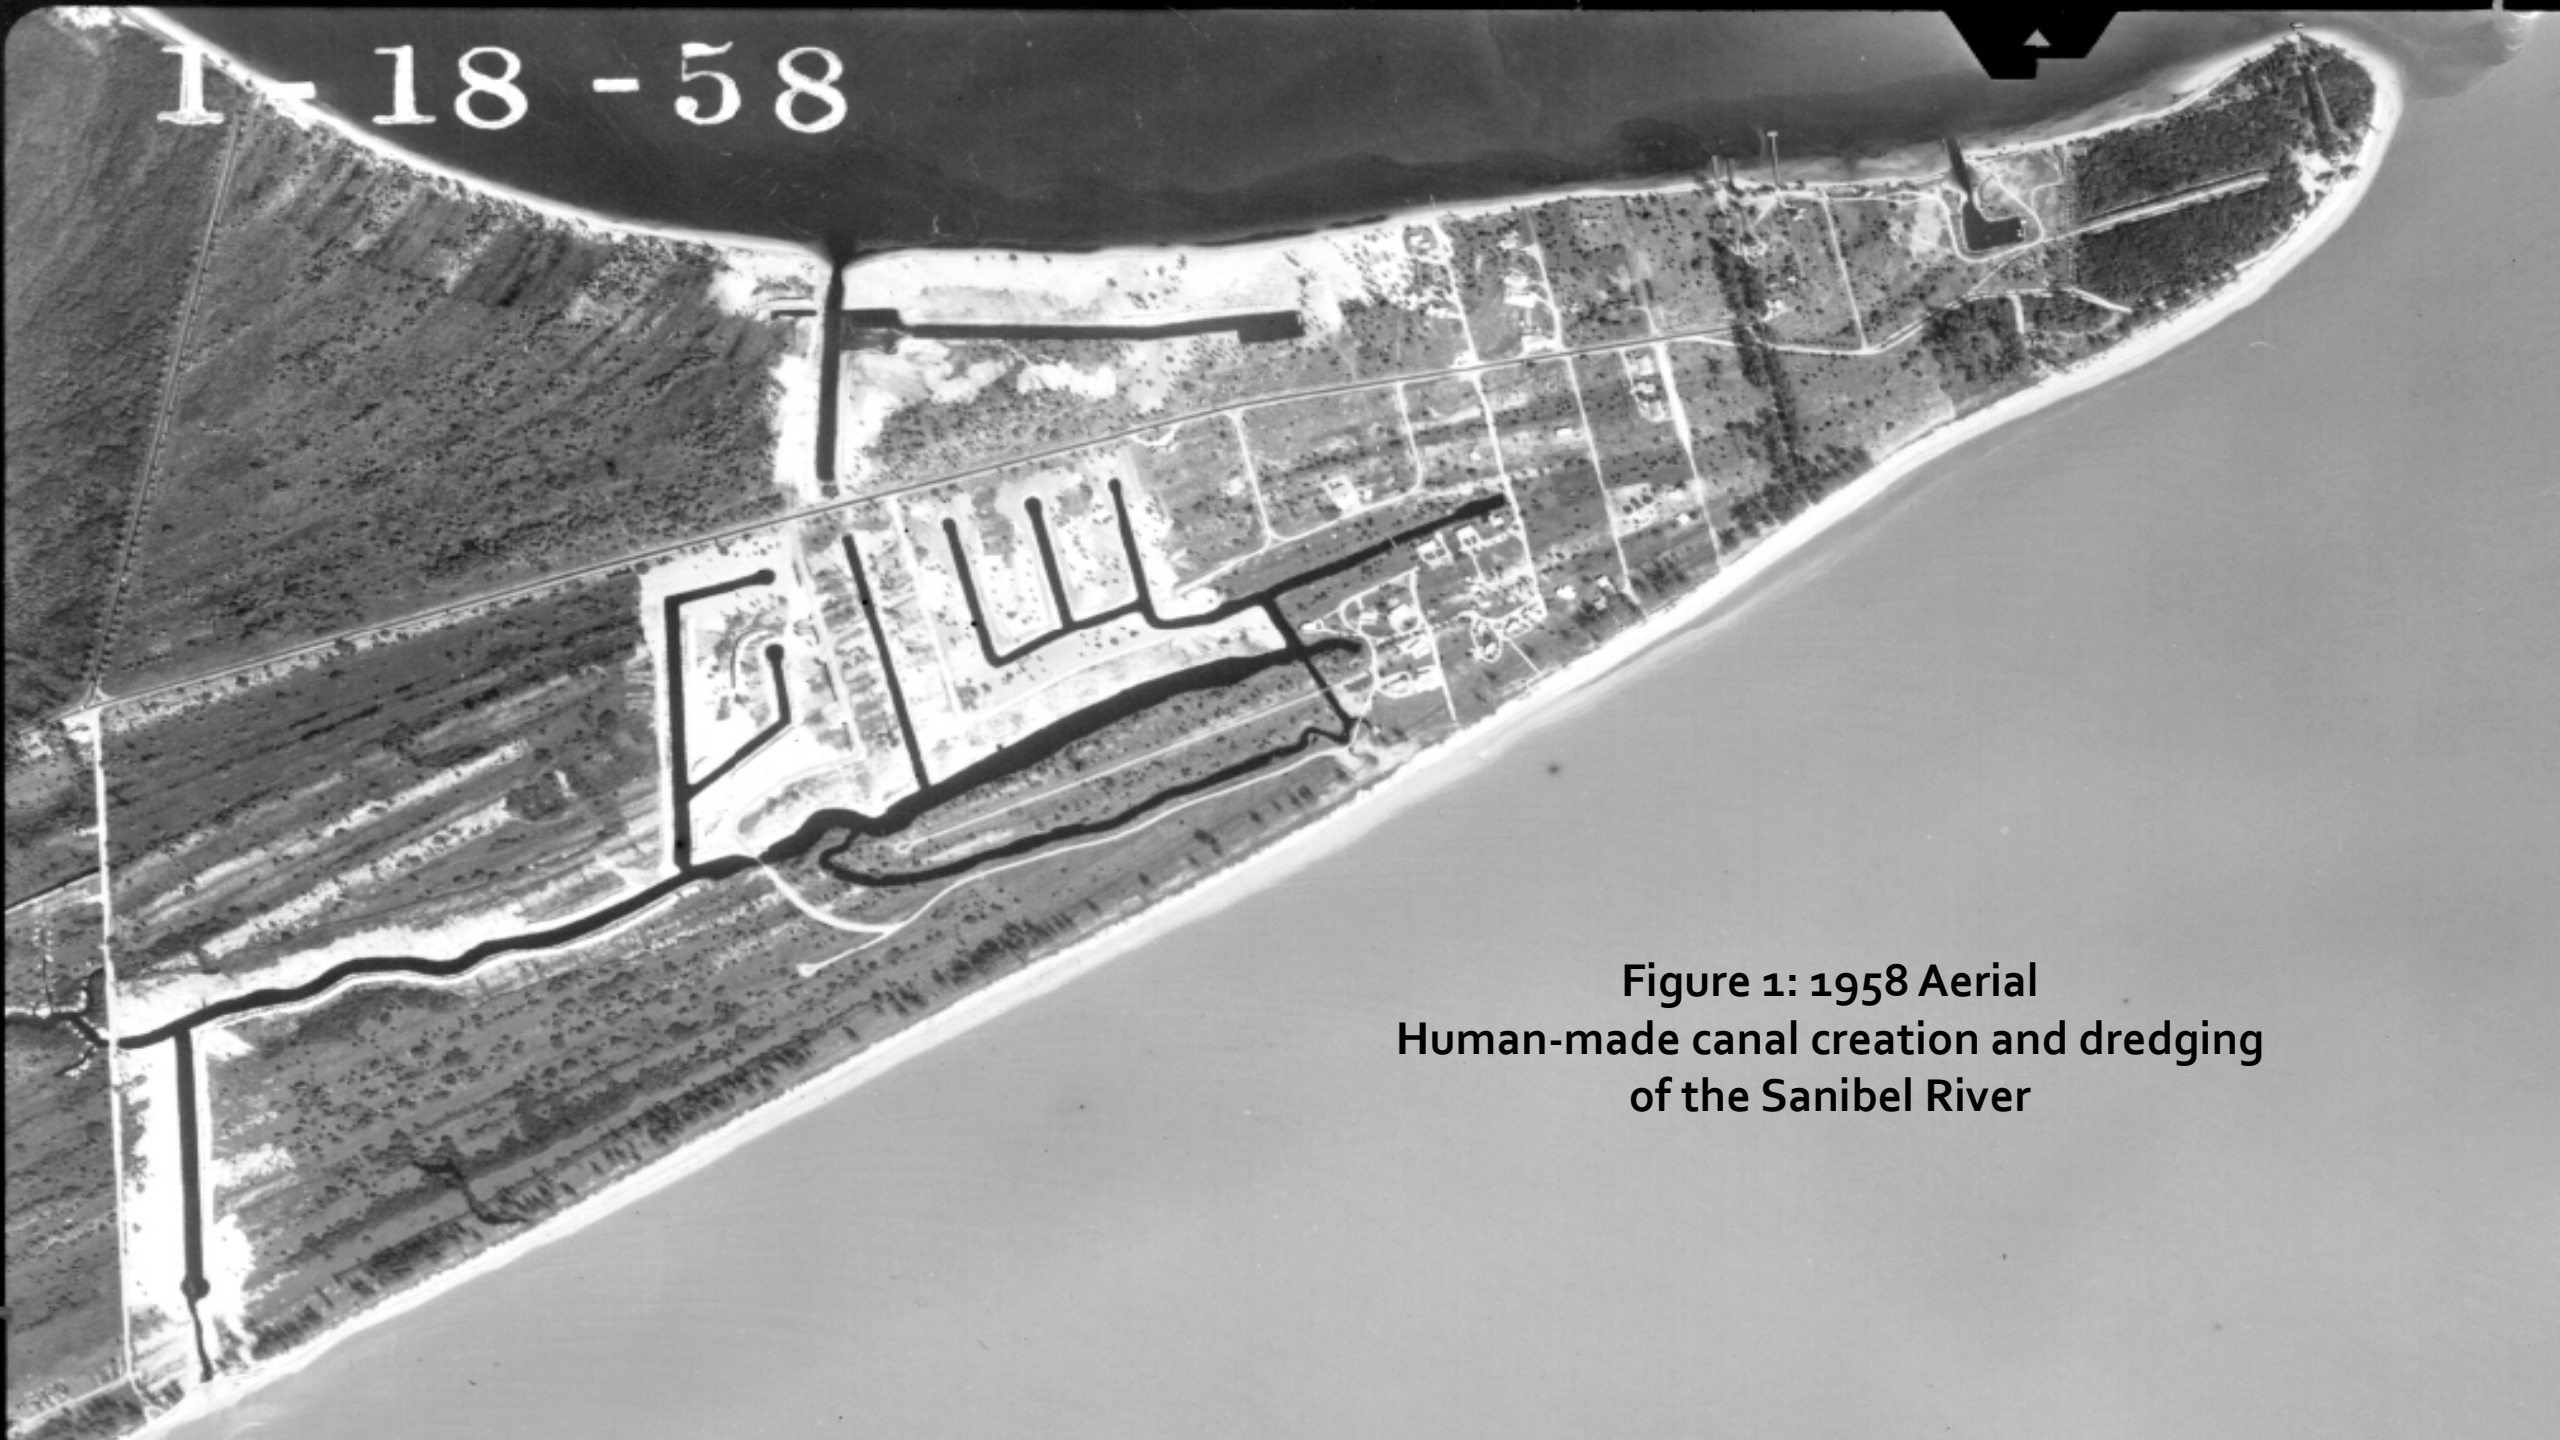 1-18-58
Figure 1: 1958 Aerial
Human-made canal creation and dredging
of the Sanibel River